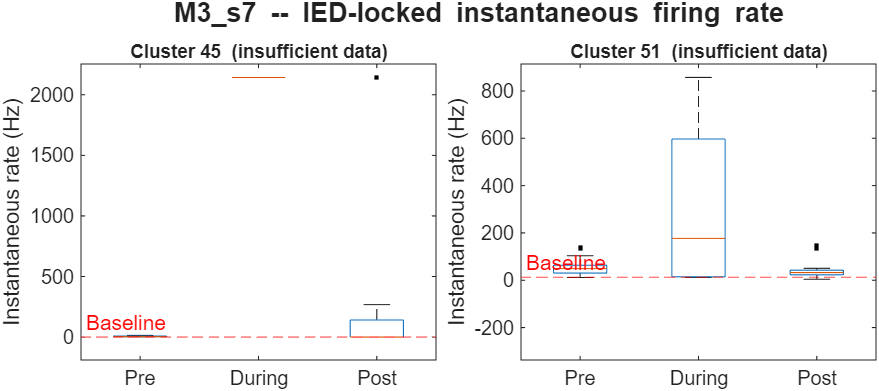 M3_s7 -- IED-locked instantaneous firing rate
Cluster 45 (insufficient data)
Instantaneous rate (Hz)
2000
1500
1000
500
0
Baseline
Pre
During
Post
Cluster 51 (insufficient data)
Instantaneous rate (Hz)
800
600
400
200
0
-200
Baseline
Pre
During
Post